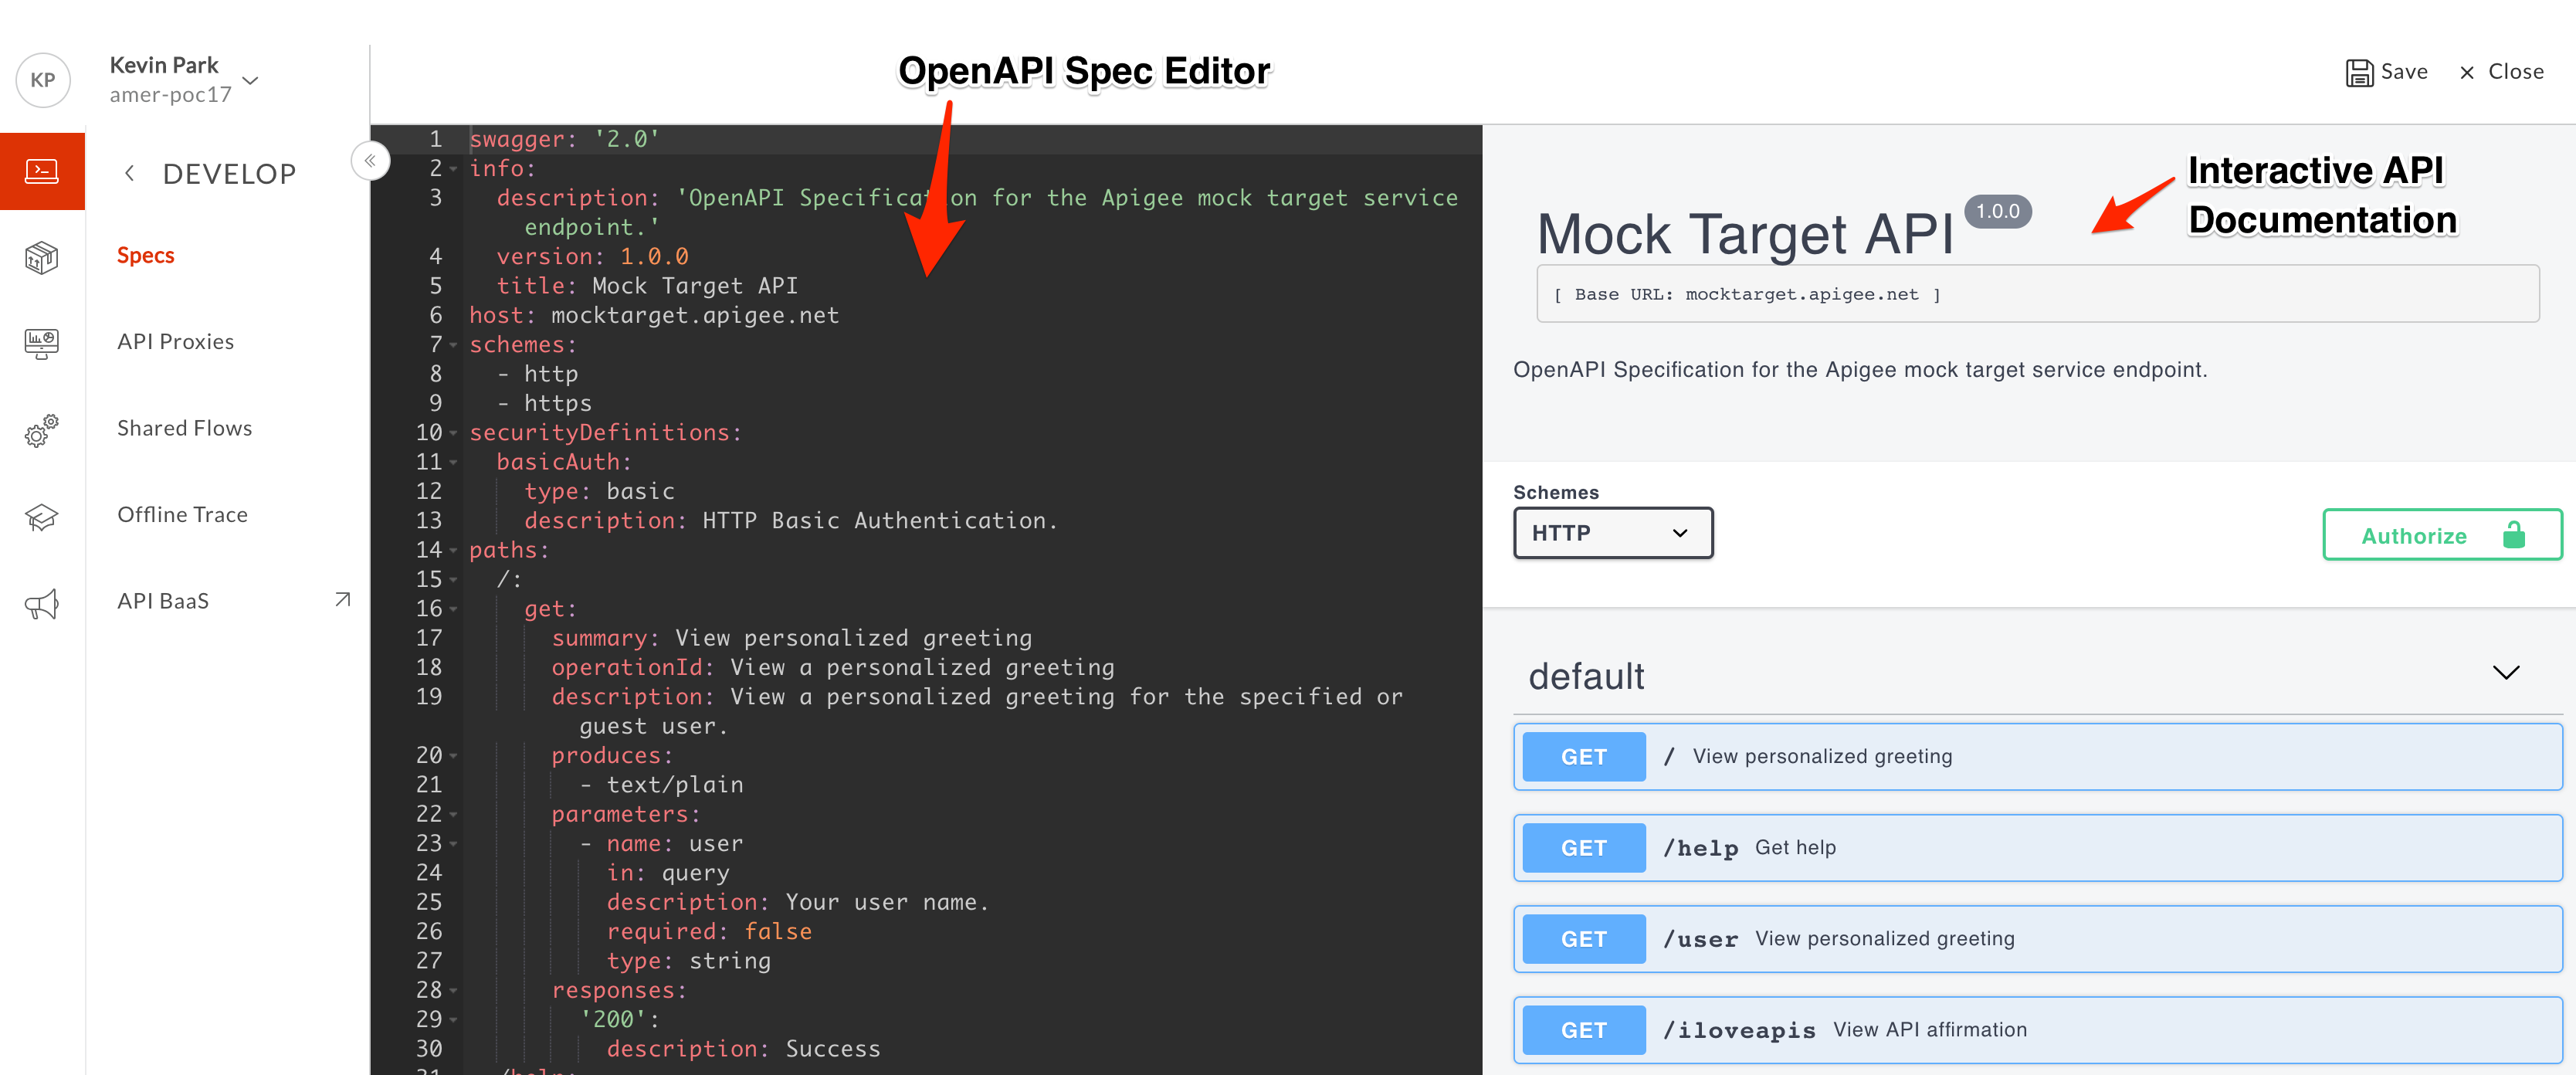 KP
Kevin Park
amer-poc17
OpenAPI Spec Editor
Save
Close
DEVELOP
Specs
API Proxies
Shared Flows
Offline Trace
API BaaS
1 swagger: '2.0'
2 info:
3 description: 'OpenAPI Specification for the Apigee mock target service
endpoint.'
4 version: 1.0.0
5 title: Mock Target API
6 host: mocktarget.apigee.net
7 schemes:
8 - http
9 - https
10 securityDefinitions:
11 basicAuth:
12 type: basic
13 description: HTTP Basic Authentication.
14 paths:
15 /:
16 get:
17 summary: View personalized greeting
18 operationId: View a personalized greeting
19 description: View a personalized greeting for the specified or
guest user.
20 produces:
21 - text/plain
22 parameters:
23 - name: user
24 in: query
25 description: Your user name.
26 required: false
27 type: string
28 responses:
29 '200':
30 description: Success
31 /help:
Interactive API
Documentation
Mock Target API 1.0.0
[ Base URL: mocktarget.apigee.net ]
OpenAPI Specification for the Apigee mock target service endpoint.
Schemes
HTTP
Authorize
default
GET / View personalized greeting
GET /help Get help
GET /user View personalized greeting
GET /iloveapis View API affirmation